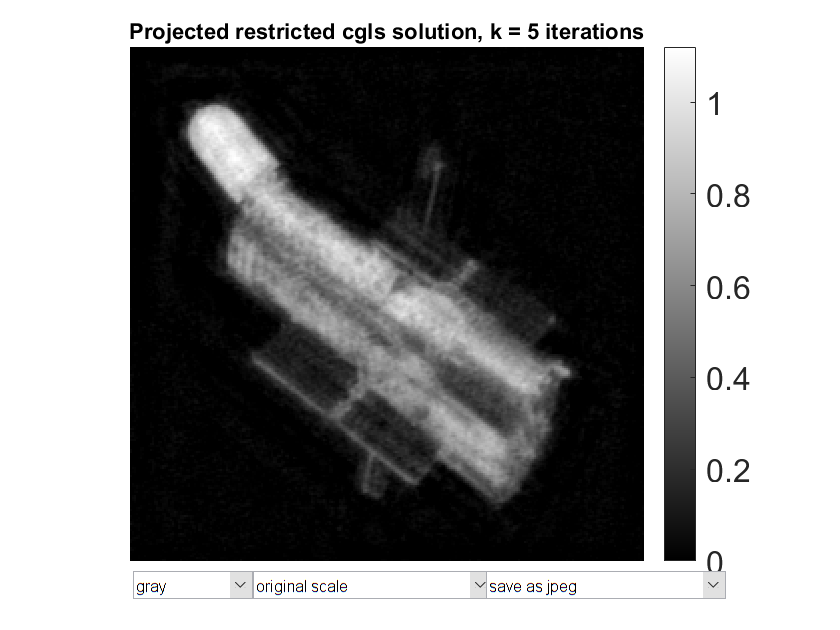 Projected restricted cgls solution, k = 5 iterations
1
0.8
0.6
0.4
0.2
0
gray
original scale
save as jpeg